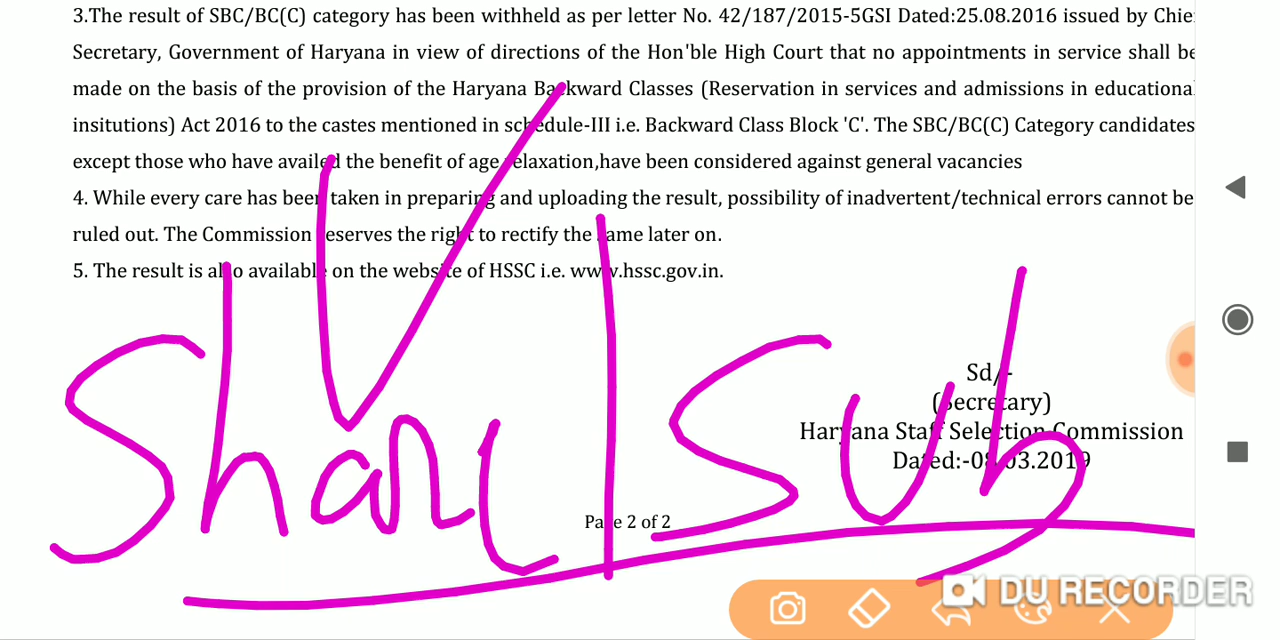 3.The result of SBC/BC(C) category has been withheld as per letter No. 42/187/2015-5GSI Dated:25.08.2016 issued by Chie
Secretary, Government of Haryana in view of directions of the Hon'ble High Court that no appointments in service shall be
made on the basis of the provision of the Haryana Backward Classes (Reservation in services and admissions in educationa
insitutions) Act 2016 to the castes mentioned in schedule-III i.e. Backward Class Block 'C'. The SBC/BC(C) Category candidates
except those who have availed the benefit of age relaxation,have been considered against general vacancies
4. While every care has been taken in preparing and uploading the result, possibility of inadvertent/technical errors cannot be
ruled out. The Commission reserves the right to rectify the same later on.
5. The result is also available on the website of HSSC i.e. www.hssc.gov.in.
Sd/-
(Secretary)
Haryana Staff Selection Commission
Dated:-08.03.2019
Page 2 of 2
Sub
DU RECORDER